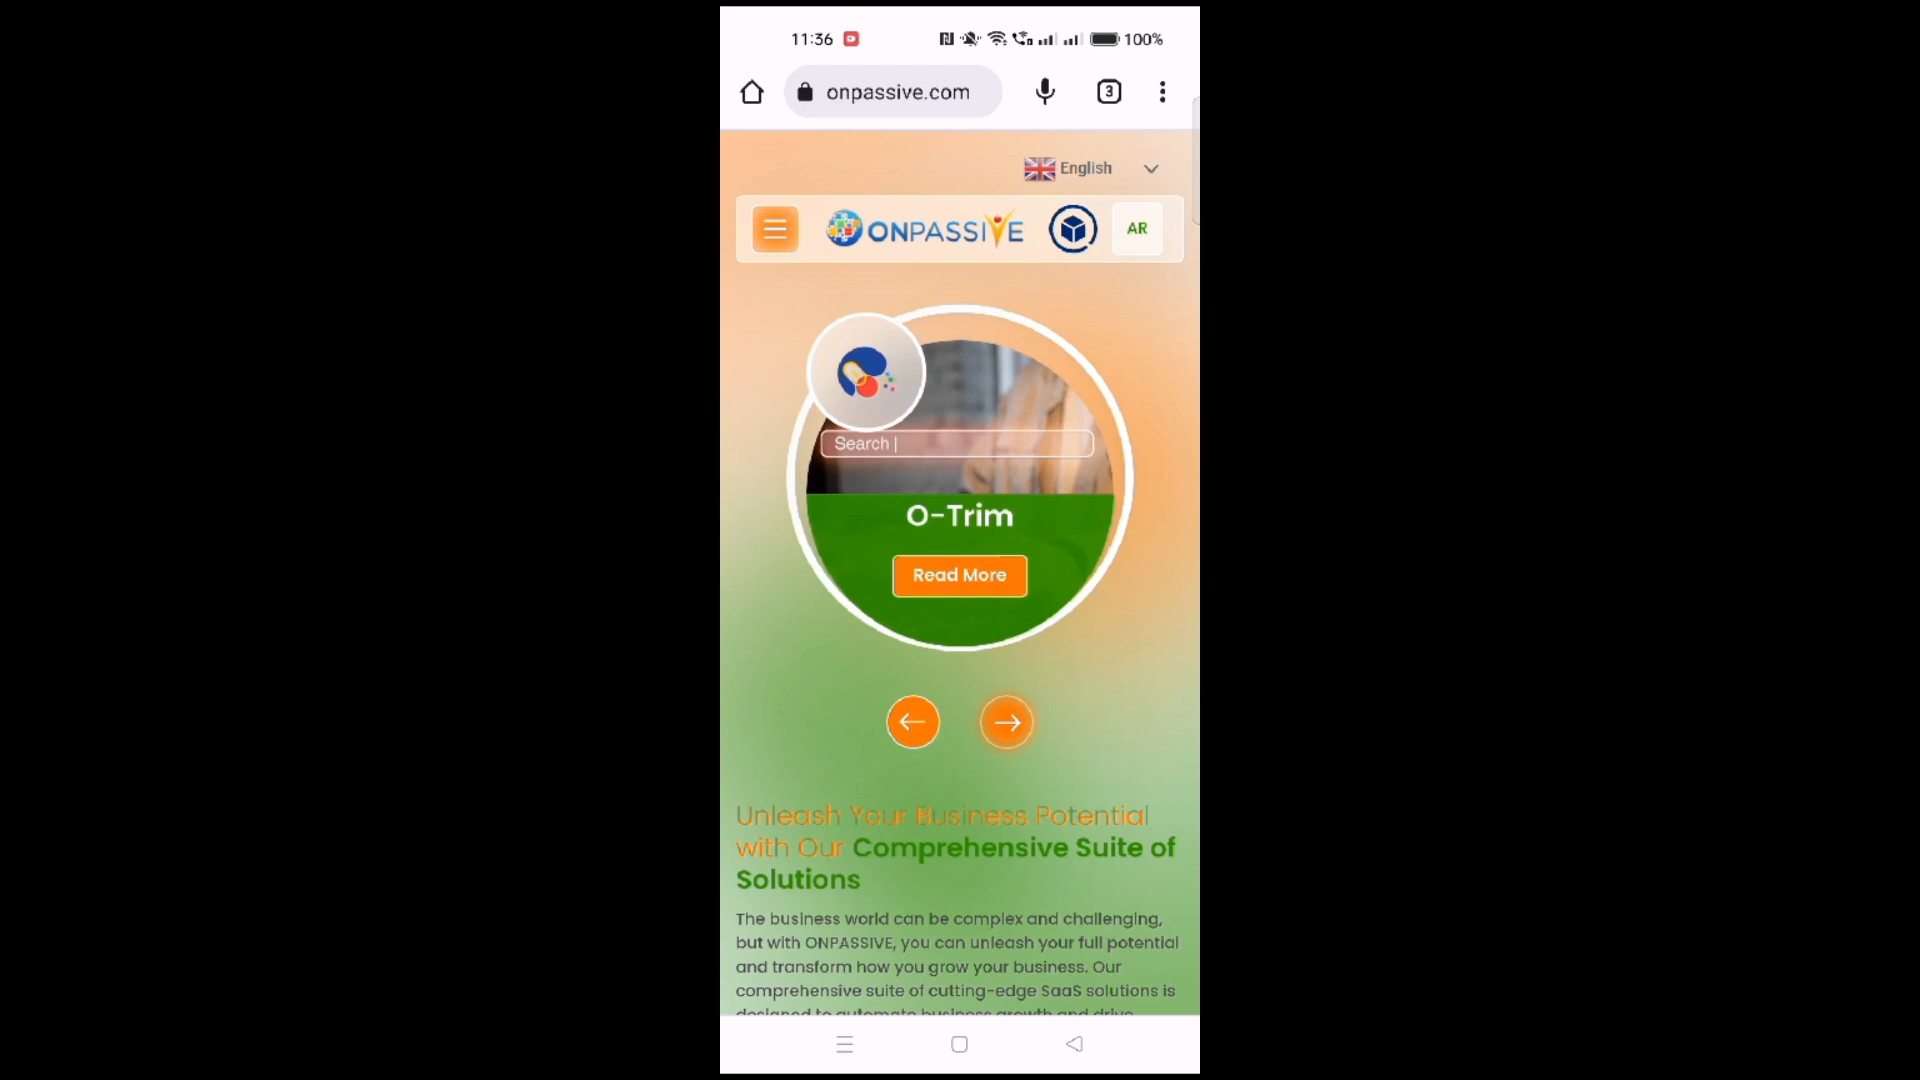 11:36
100%
onpassive.com
3
English
ONPASSIVE
AR
Search |
O-Trim
Read More
Unleash Your Business Potential
with Our Comprehensive Suite of
Solutions
The business world can be complex and challenging,
but with ONPASSIVE, you can unleash your full potential
and transform how you grow your business. Our
comprehensive suite of cutting-edge SaaS solutions is
designed to automate business growth and drive